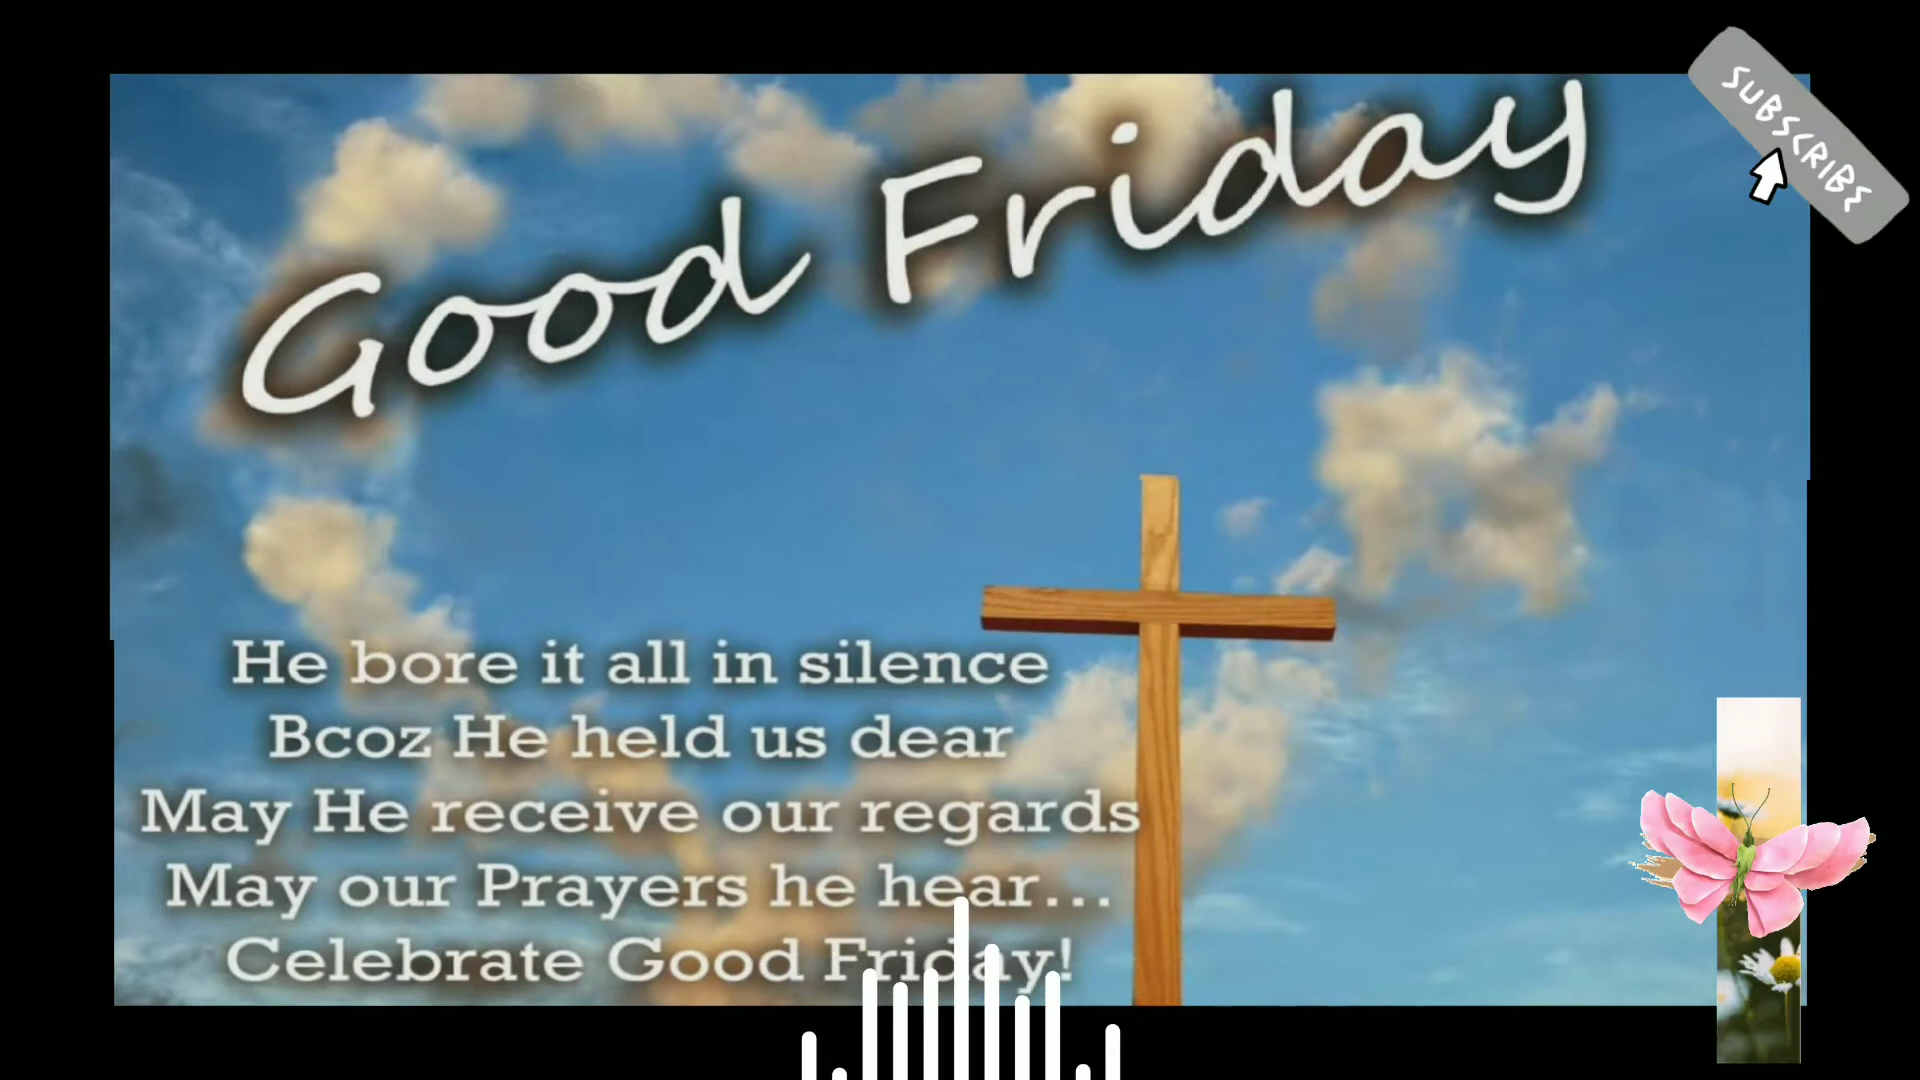 Good Friday
SUBSCRIBE
He bore it all in silence
Bcoz He held us dear
May He receive our regards
May our Prayers he hear...
Celebrate Good Friday!